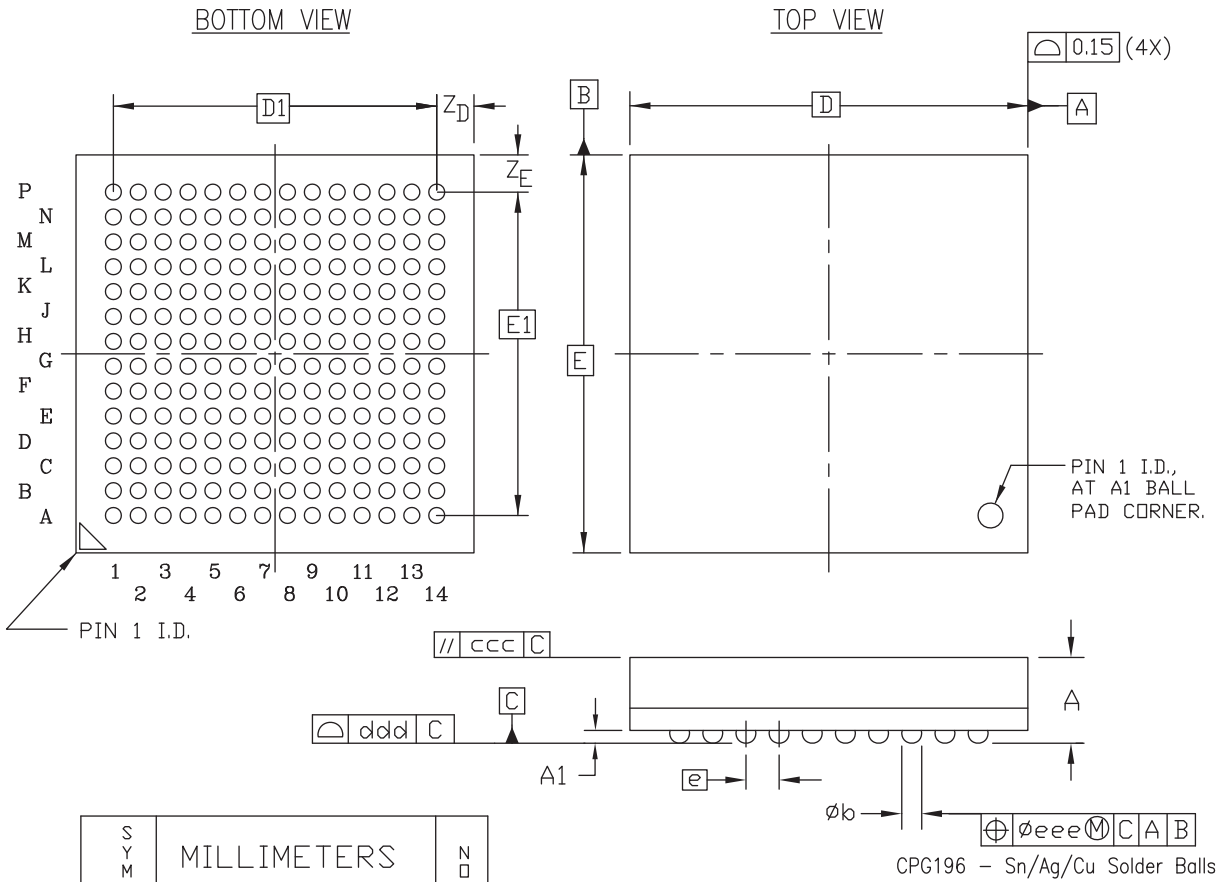 BOTTOM VIEW
TOP VIEW
⌓ 0.15 (4X)
D1
ZD
B
D
A
ZE
P
N
M
L
K
J
H
G
F
E
D
C
B
A
E1
E
PIN 1 I.D.,
AT A1 BALL
PAD CORNER.
1 3 5 7 9 11 13
2 4 6 8 10 12 14
PIN 1 I.D.
// ccc C
C
⌓ ddd C
A
A1
e
øb
⌖ øeee Ⓜ C A B
CPG196 - Sn/Ag/Cu Solder Balls
S
Y
M
MILLIMETERS
N
O